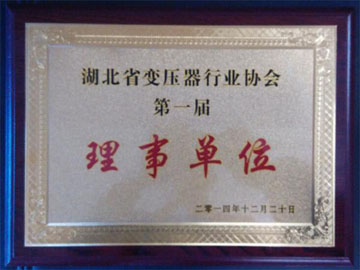 湖北省变压器行业协会
第一届
理事单位
二零一四年十二月二十日